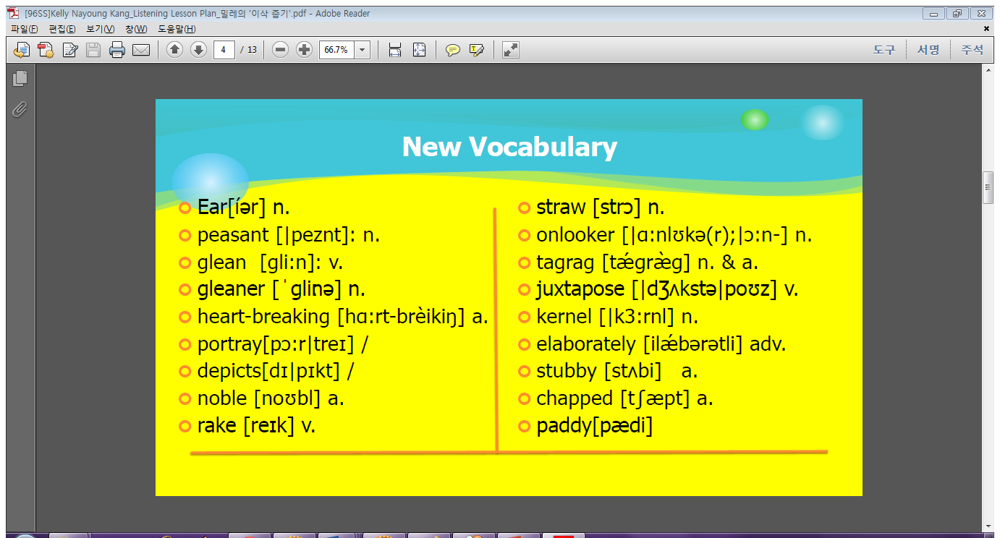 [96SS]Kelly Nayoung Kang_Listening Lesson Plan_밀레의 '이삭 줍기'.pdf - Adobe Reader
파일(F) 편집(E) 보기(V) 창(W) 도움말(H)
4 / 13 66.7% 도구 서명 주석
New Vocabulary
Ear[íər] n.
peasant [|peznt]: n.
glean [gli:n]: v.
gleaner [ˈglinə] n.
heart-breaking [hɑ:rt-brèikiŋ] a.
portray[pɔ:r|treɪ] /
depicts[dɪ|pɪkt] /
noble [noʊbl] a.
rake [reɪk] v.
straw [strɔ] n.
onlooker [|ɑ:nlʊkə(r);|ɔ:n-] n.
tagrag [tǽgræ̀g] n. & a.
juxtapose [|dʒʌkstə|poʊz] v.
kernel [|k3:rnl] n.
elaborately [ilǽbərətli] adv.
stubby [stʌbi] a.
chapped [tʃæpt] a.
paddy[pædi]